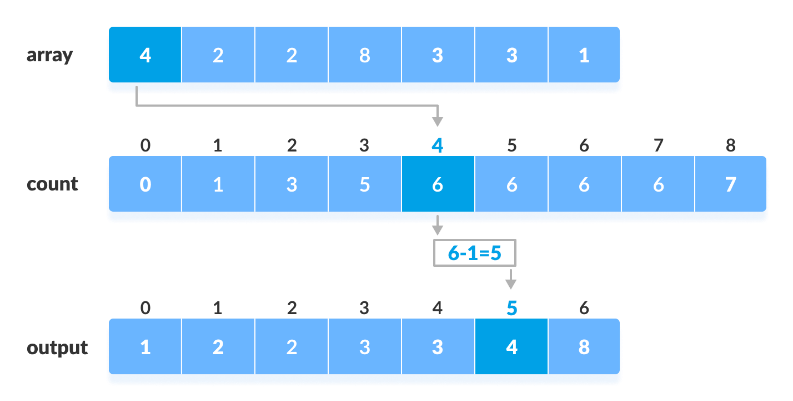 array 4 2 2 8 3 3 1
0 1 2 3 4 5 6 7 8
count 0 1 3 5 6 6 6 6 7
6-1=5
0 1 2 3 4 5 6
output 1 2 2 3 3 4 8